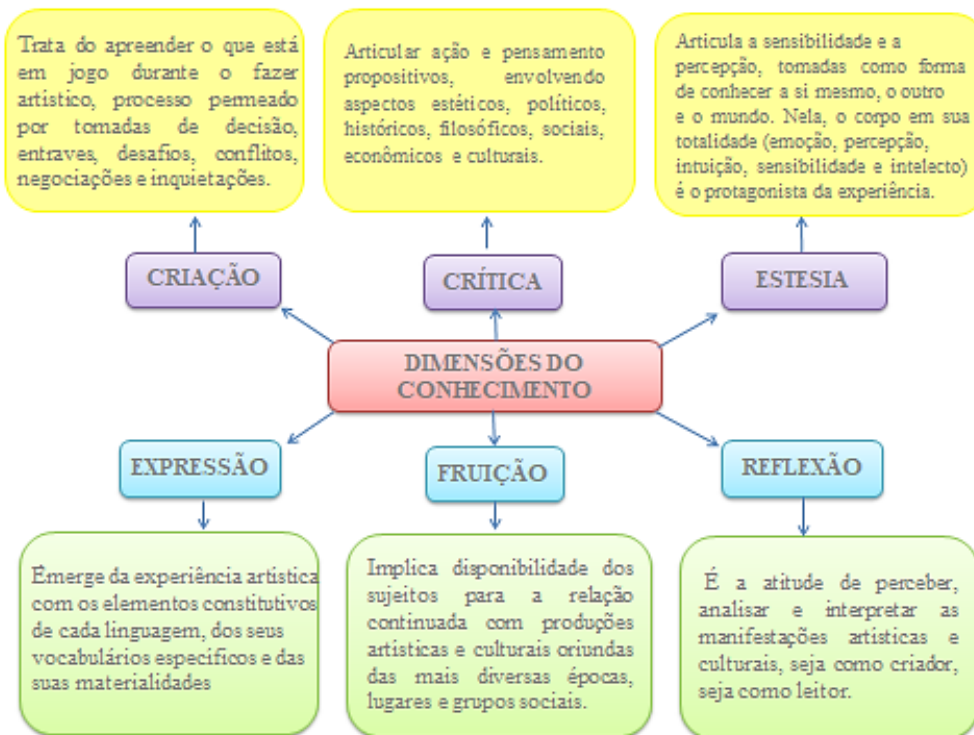 Trata do apreender o que está
em jogo durante o fazer
artístico, processo permeado
por tomadas de decisão,
entraves, desafios, conflitos,
negociações e inquietações.
Articular ação e pensamento
propositivos, envolvendo
aspectos estéticos, políticos,
históricos, filosóficos, sociais,
econômicos e culturais.
Articula a sensibilidade e a
percepção, tomadas como forma
de conhecer a si mesmo, o outro
e o mundo. Nela, o corpo em sua
totalidade (emoção, percepção,
intuição, sensibilidade e intelecto)
é o protagonista da experiência.
CRIAÇÃO
CRÍTICA
ESTESIA
DIMENSÕES DO
CONHECIMENTO
EXPRESSÃO
FRUIÇÃO
REFLEXÃO
Émerge da experiência artistica
com os elementos constitutivos
de cada linguagem, dos seus
vocabulários específicos e das
suas materialidades
Implica disponibilidade dos
sujeitos para a relação
continuada com produções
artísticas e culturais oriundas
das mais diversas épocas,
lugares e grupos sociais.
É a atitude de perceber,
analisar e interpretar as
manifestações artísticas e
culturais, seja como criador,
seja como leitor.